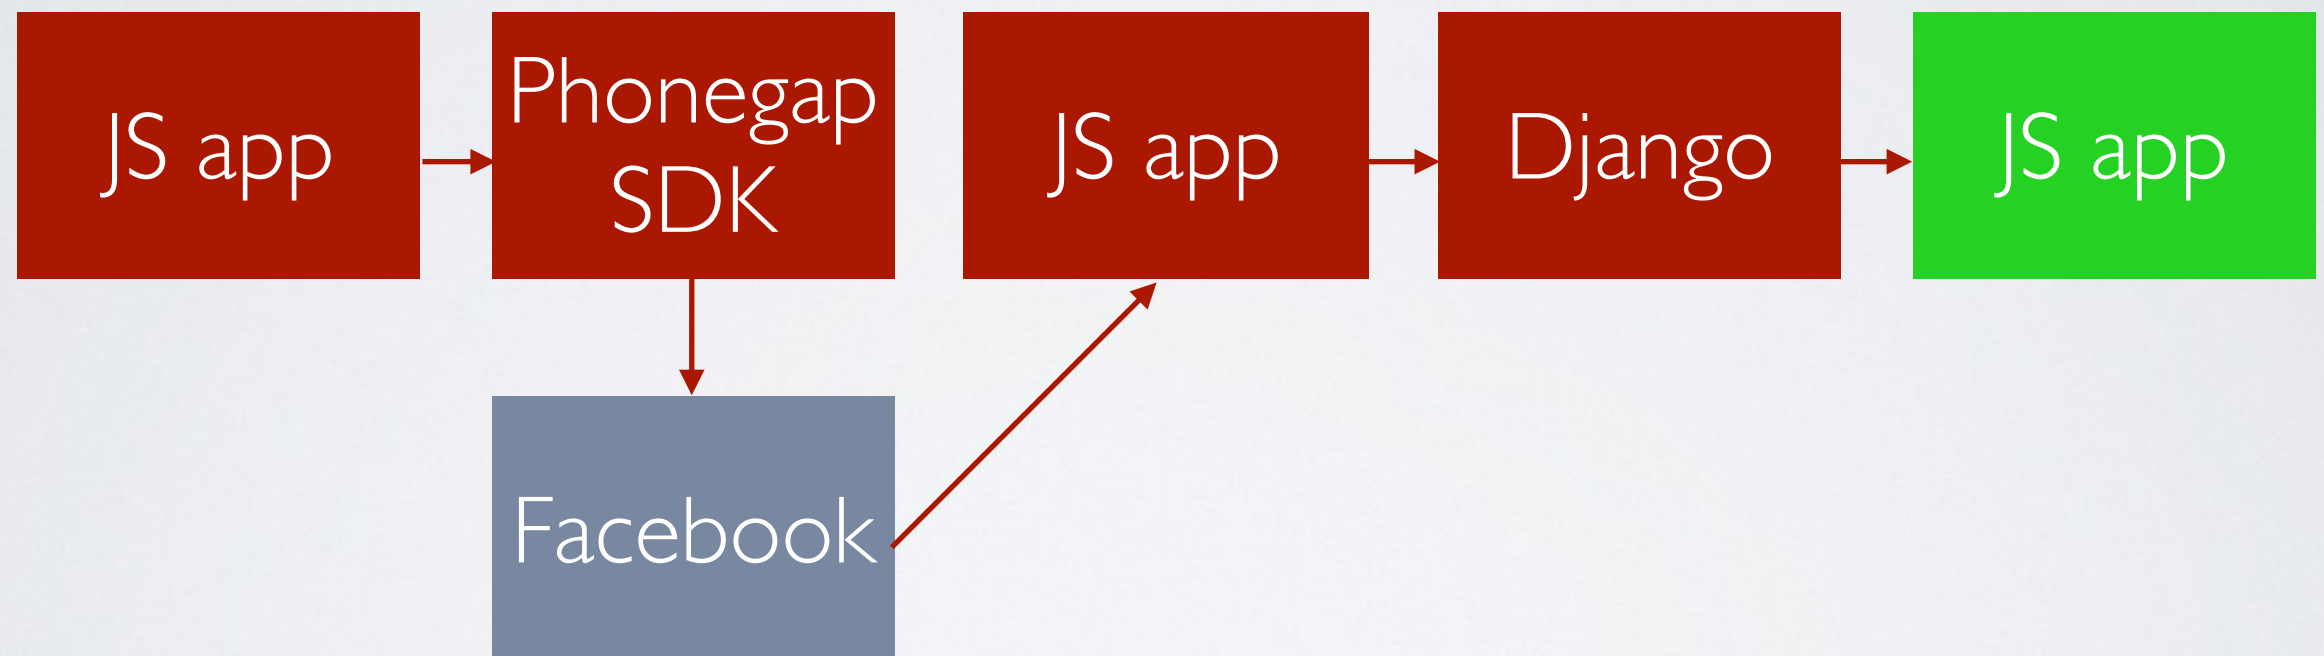 JS app
Phonegap
SDK
JS app
Django
JS app
Facebook